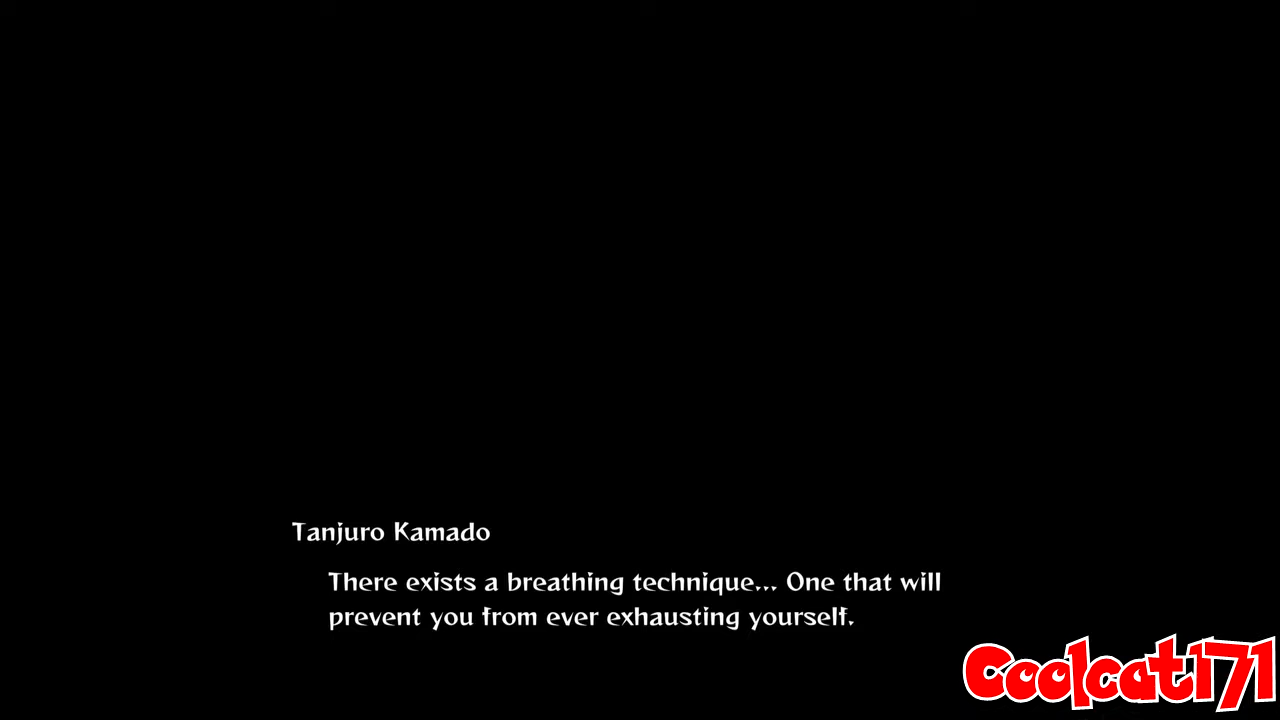 Tanjuro Kamado
There exists a breathing technique... One that will
prevent you from ever exhausting yourself.
Coolcat171